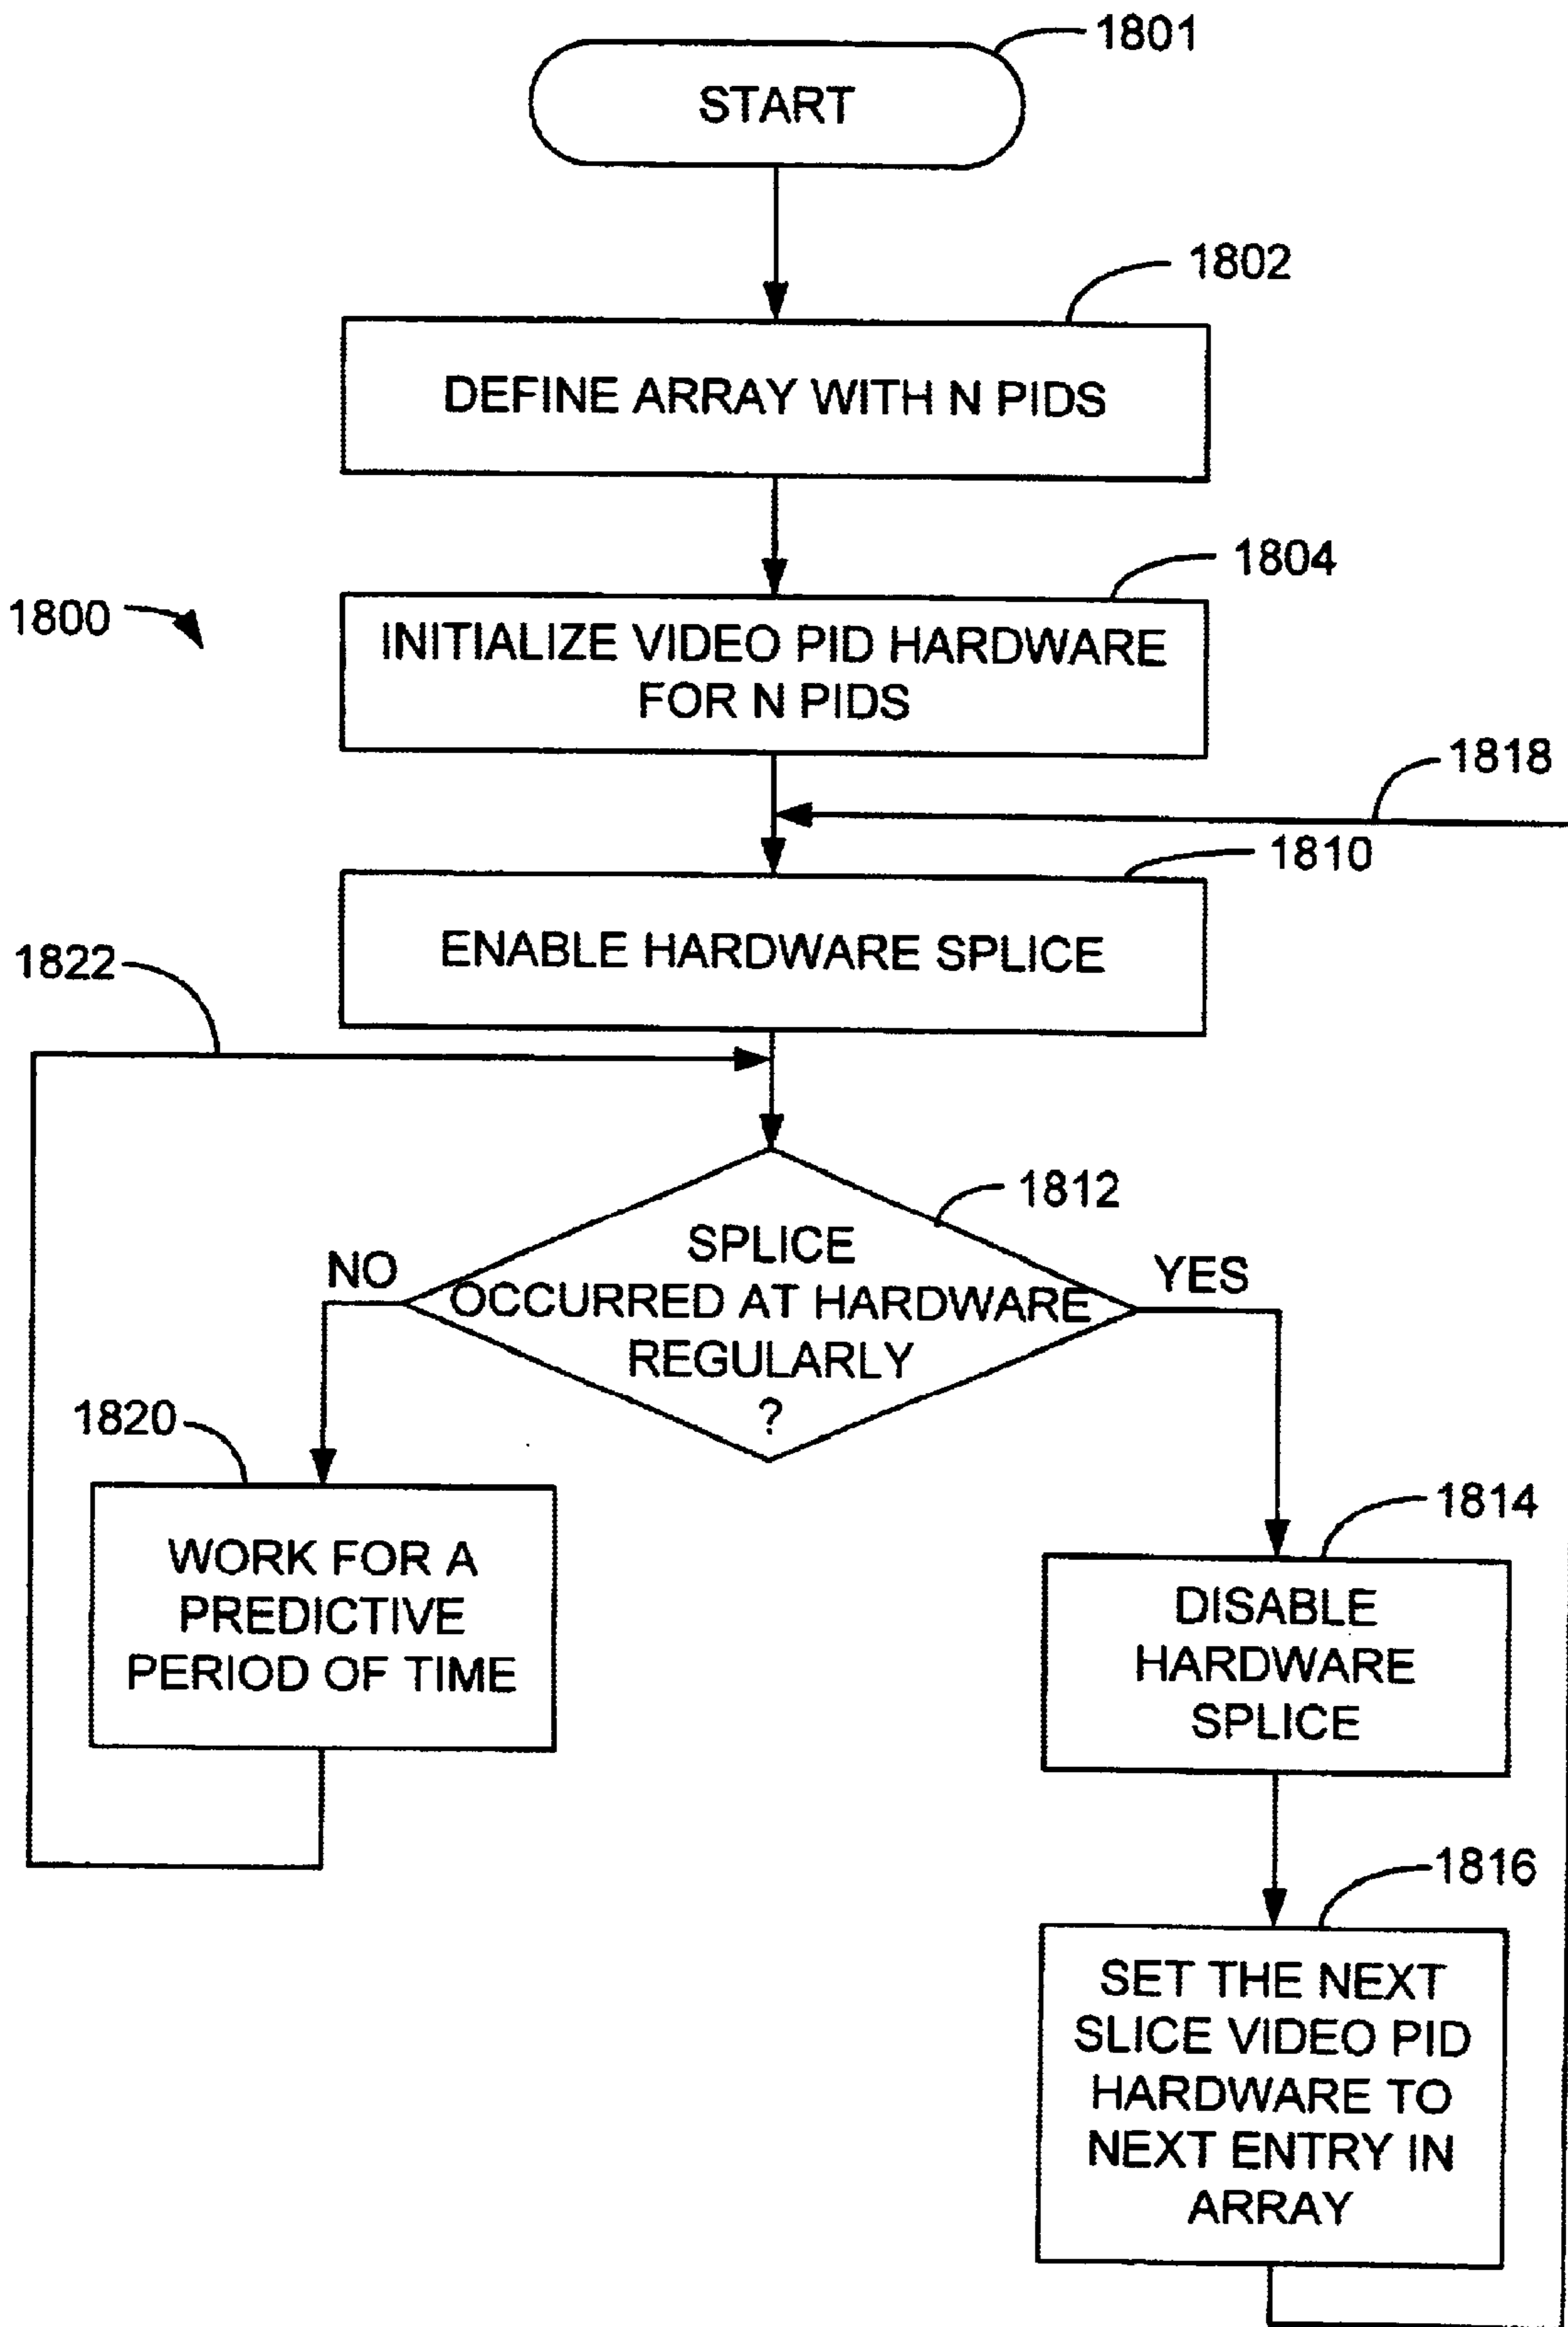 1801
START
1802
DEFINE ARRAY WITH N PIDS
1804
1800
INITIALIZE VIDEO PID HARDWARE
FOR N PIDS
1818
1810
ENABLE HARDWARE SPLICE
1822
1812
SPLICE
OCCURRED AT HARDWARE
REGULARLY
?
NO
YES
1820
WORK FOR A
PREDICTIVE
PERIOD OF TIME
1814
DISABLE
HARDWARE
SPLICE
1816
SET THE NEXT
SLICE VIDEO PID
HARDWARE TO
NEXT ENTRY IN
ARRAY